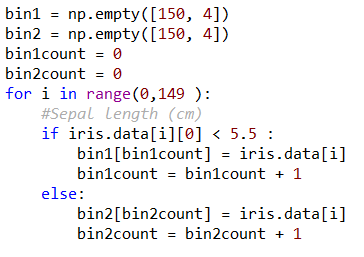 bin1 = np.empty([150, 4])
bin2 = np.empty([150, 4])
bin1count = 0
bin2count = 0
for i in range(0,149 ):
    #Sepal length (cm)
    if iris.data[i][0] < 5.5 :
        bin1[bin1count] = iris.data[i]
        bin1count = bin1count + 1
    else:
        bin2[bin2count] = iris.data[i]
        bin2count = bin2count + 1